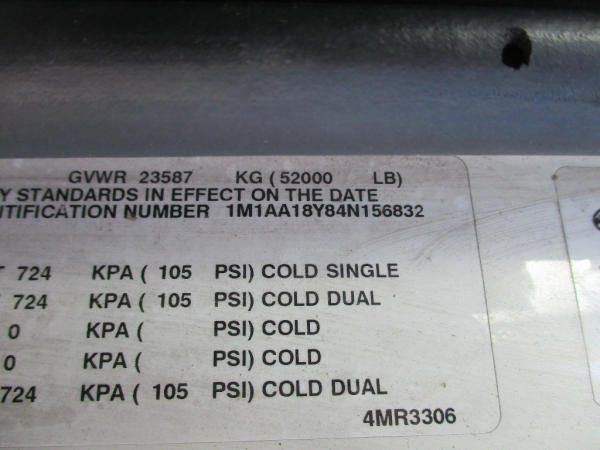 GVWR 23587 KG ( 52000 LB)
Y STANDARDS IN EFFECT ON THE DATE
NTIFICATION NUMBER 1M1AA18Y84N156832
T 724 KPA ( 105 PSI) COLD SINGLE
724 KPA ( 105 PSI) COLD DUAL
0 KPA ( PSI) COLD
0 KPA ( PSI) COLD
724 KPA ( 105 PSI) COLD DUAL
4MR3306